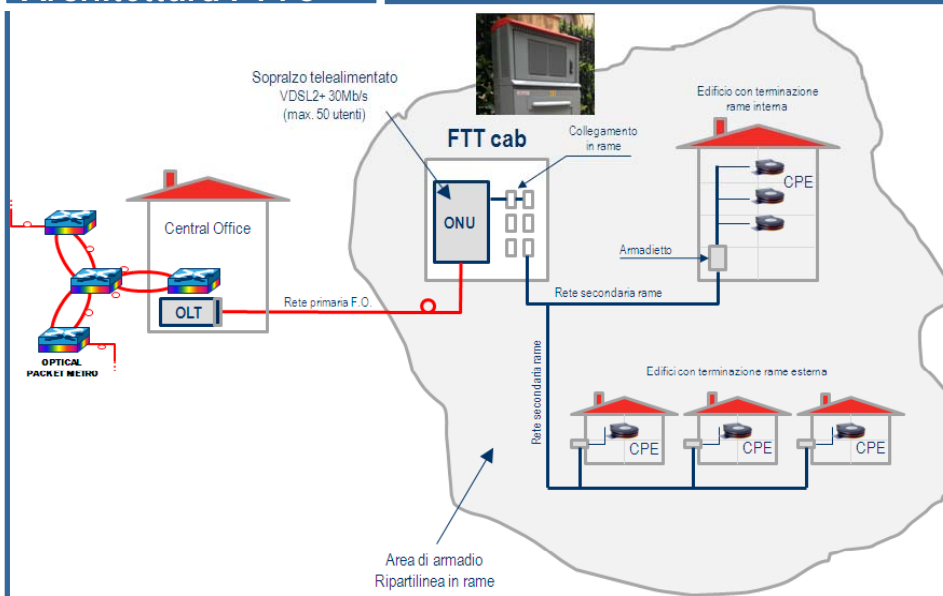 Sopralzo telealimentato
VDSL2+ 30Mb/s
(max. 50 utenti)
FTT cab
Collegamento
in rame
Edificio con terminazione
rame interna
CPE
ONU
Armadietto
Central Office
OLT
Rete primaria F.O.
Rete secondaria rame
OPTICAL
PACKET METRO
Rete secondaria rame
Edifici con terminazione rame esterna
CPE
CPE
CPE
Area di armadio
Ripartilinea in rame